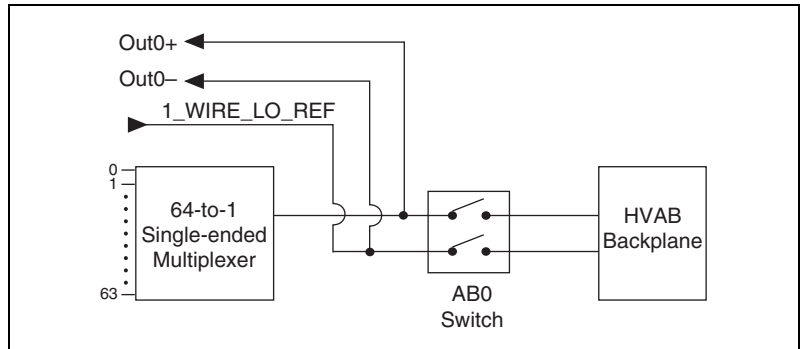 Out0+
Out0–
1_WIRE_LO_REF
0
1
63
64-to-1
Single-ended
Multiplexer
HVAB
Backplane
AB0
Switch